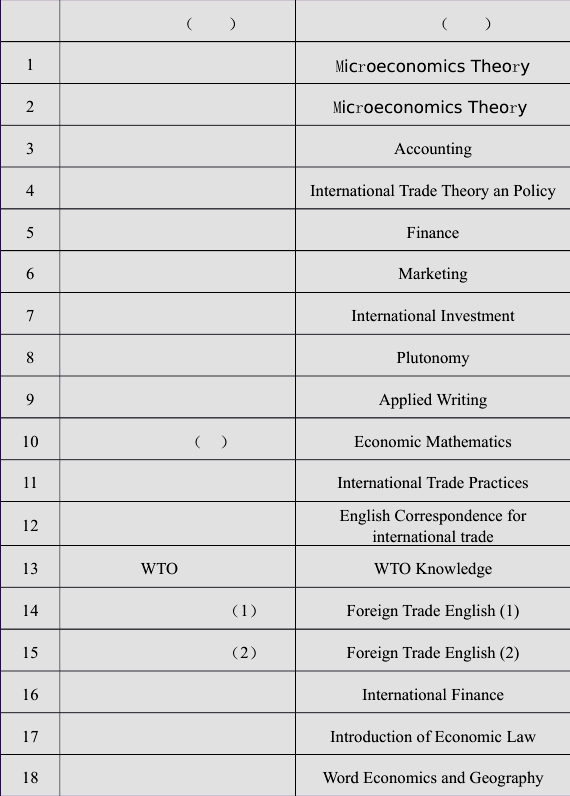 （ ） （ ）
1 Microeconomics Theory
2 Microeconomics Theory
3 Accounting
4 International Trade Theory an Policy
5 Finance
6 Marketing
7 International Investment
8 Plutonomy
9 Applied Writing
10 （ ） Economic Mathematics
11 International Trade Practices
12 English Correspondence for
international trade
13 WTO WTO Knowledge
14 （1） Foreign Trade English (1)
15 （2） Foreign Trade English (2)
16 International Finance
17 Introduction of Economic Law
18 Word Economics and Geography